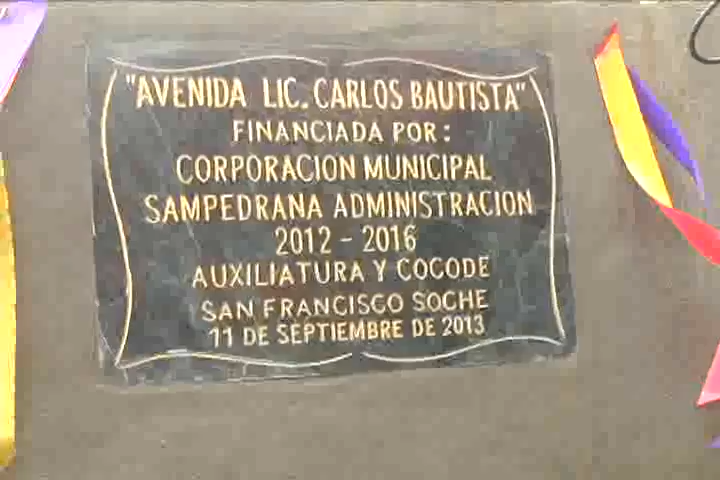 "AVENIDA LIC. CARLOS BAUTISTA"
FINANCIADA POR:
CORPORACION MUNICIPAL
SAMPEDRANA ADMINISTRACION
2012 - 2016
AUXILIATURA Y COCODE
SAN FRANCISCO SOCHE
11 DE SEPTIEMBRE DE 2013